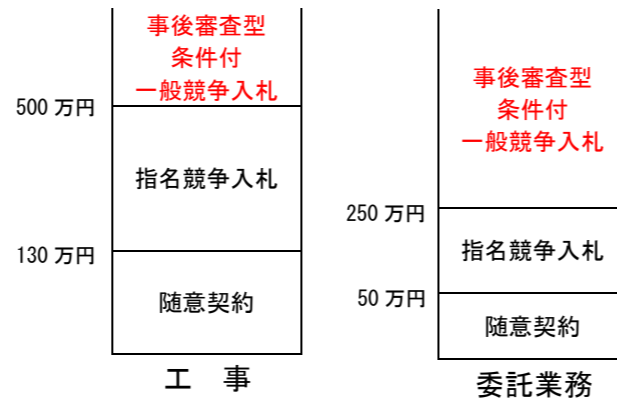 事後審査型
条件付
一般競争入札
500 万円
指名競争入札
130 万円
随意契約
工　事
事後審査型
条件付
一般競争入札
250 万円
指名競争入札
50 万円
随意契約
委託業務